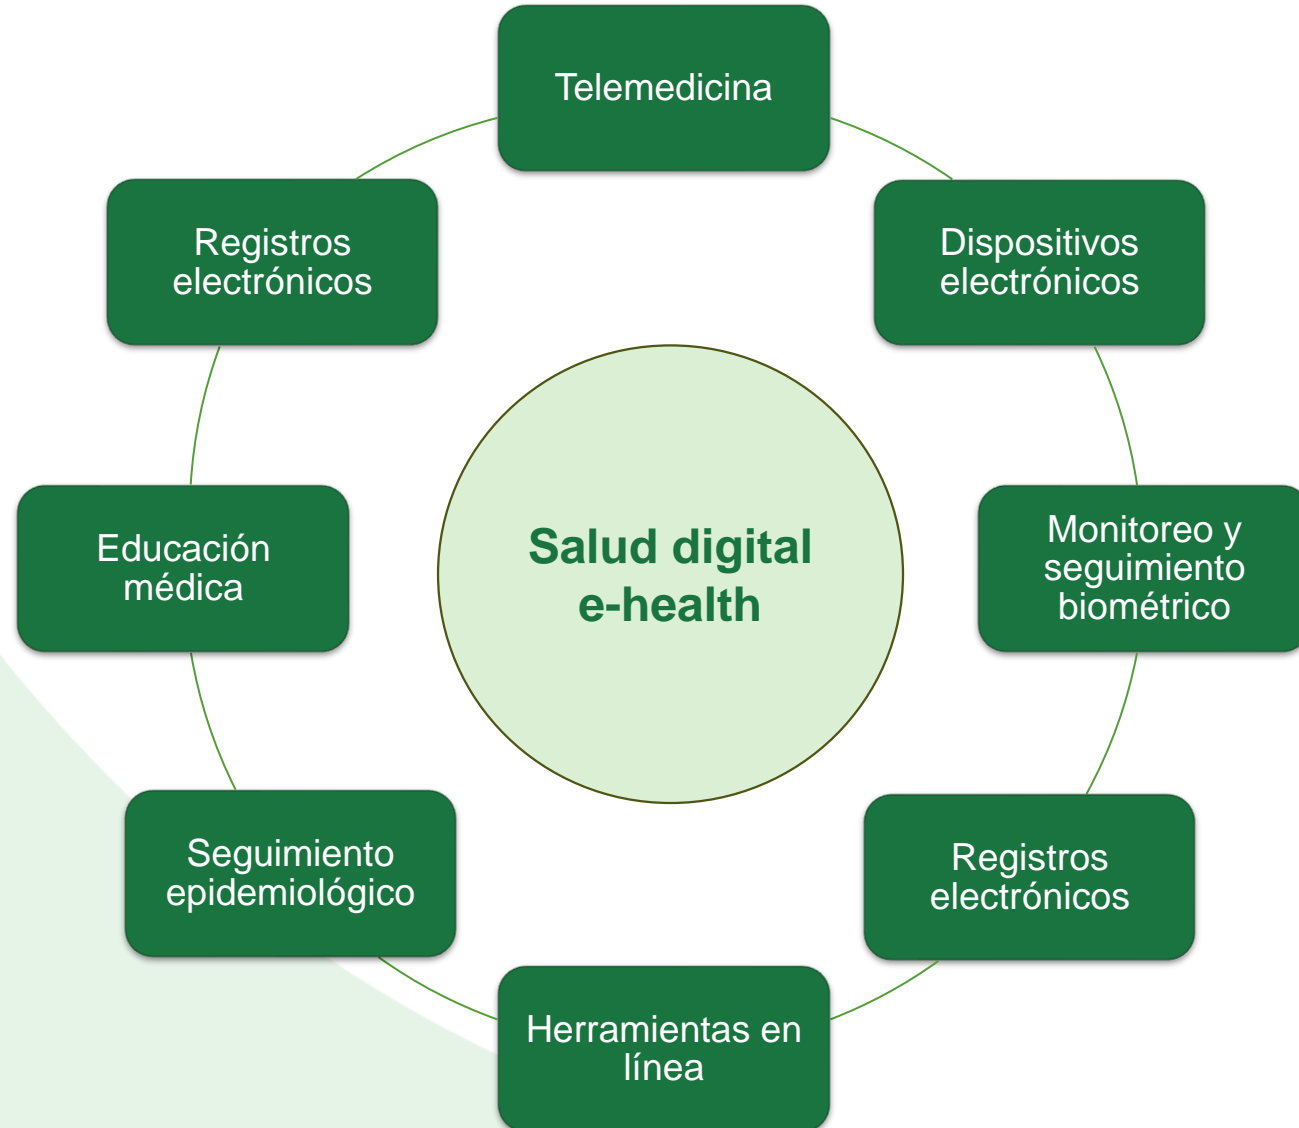 Telemedicina
Registros
electrónicos
Dispositivos
electrónicos
Educación
médica
Salud digital
e-health
Monitoreo y
seguimiento
biométrico
Seguimiento
epidemiológico
Registros
electrónicos
Herramientas en
línea